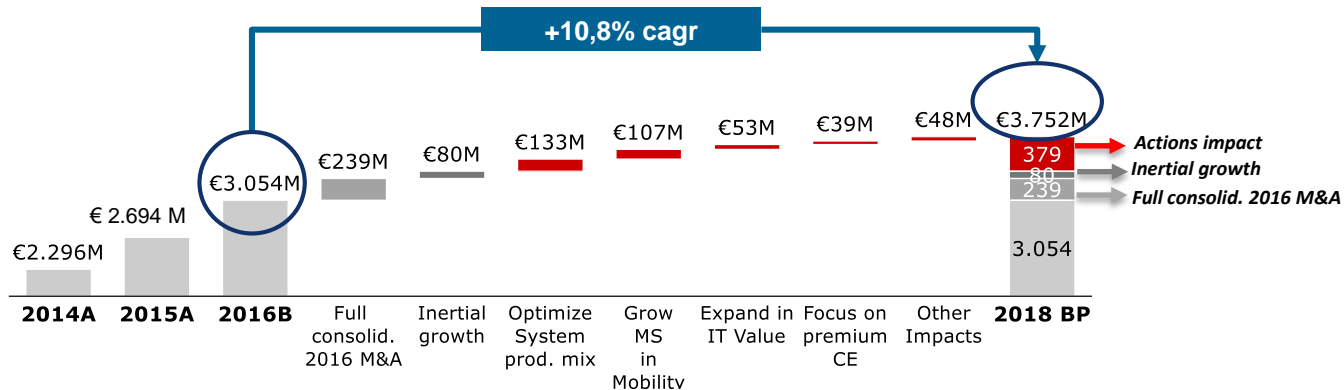 +10,8% cagr
€2.296M
€ 2.694 M
€3.054M
€239M
€80M
€133M
€107M
€53M
€39M
€48M
€3.752M
379
80
239
3.054
Actions impact
Inertial growth
Full consolid. 2016 M&A
2014A
2015A
2016B
Full
consolid.
2016 M&A
Inertial
growth
Optimize
System
prod. mix
Grow
MS
in
Mobility
Expand in
IT Value
Focus on
premium
CE
Other
Impacts
2018 BP